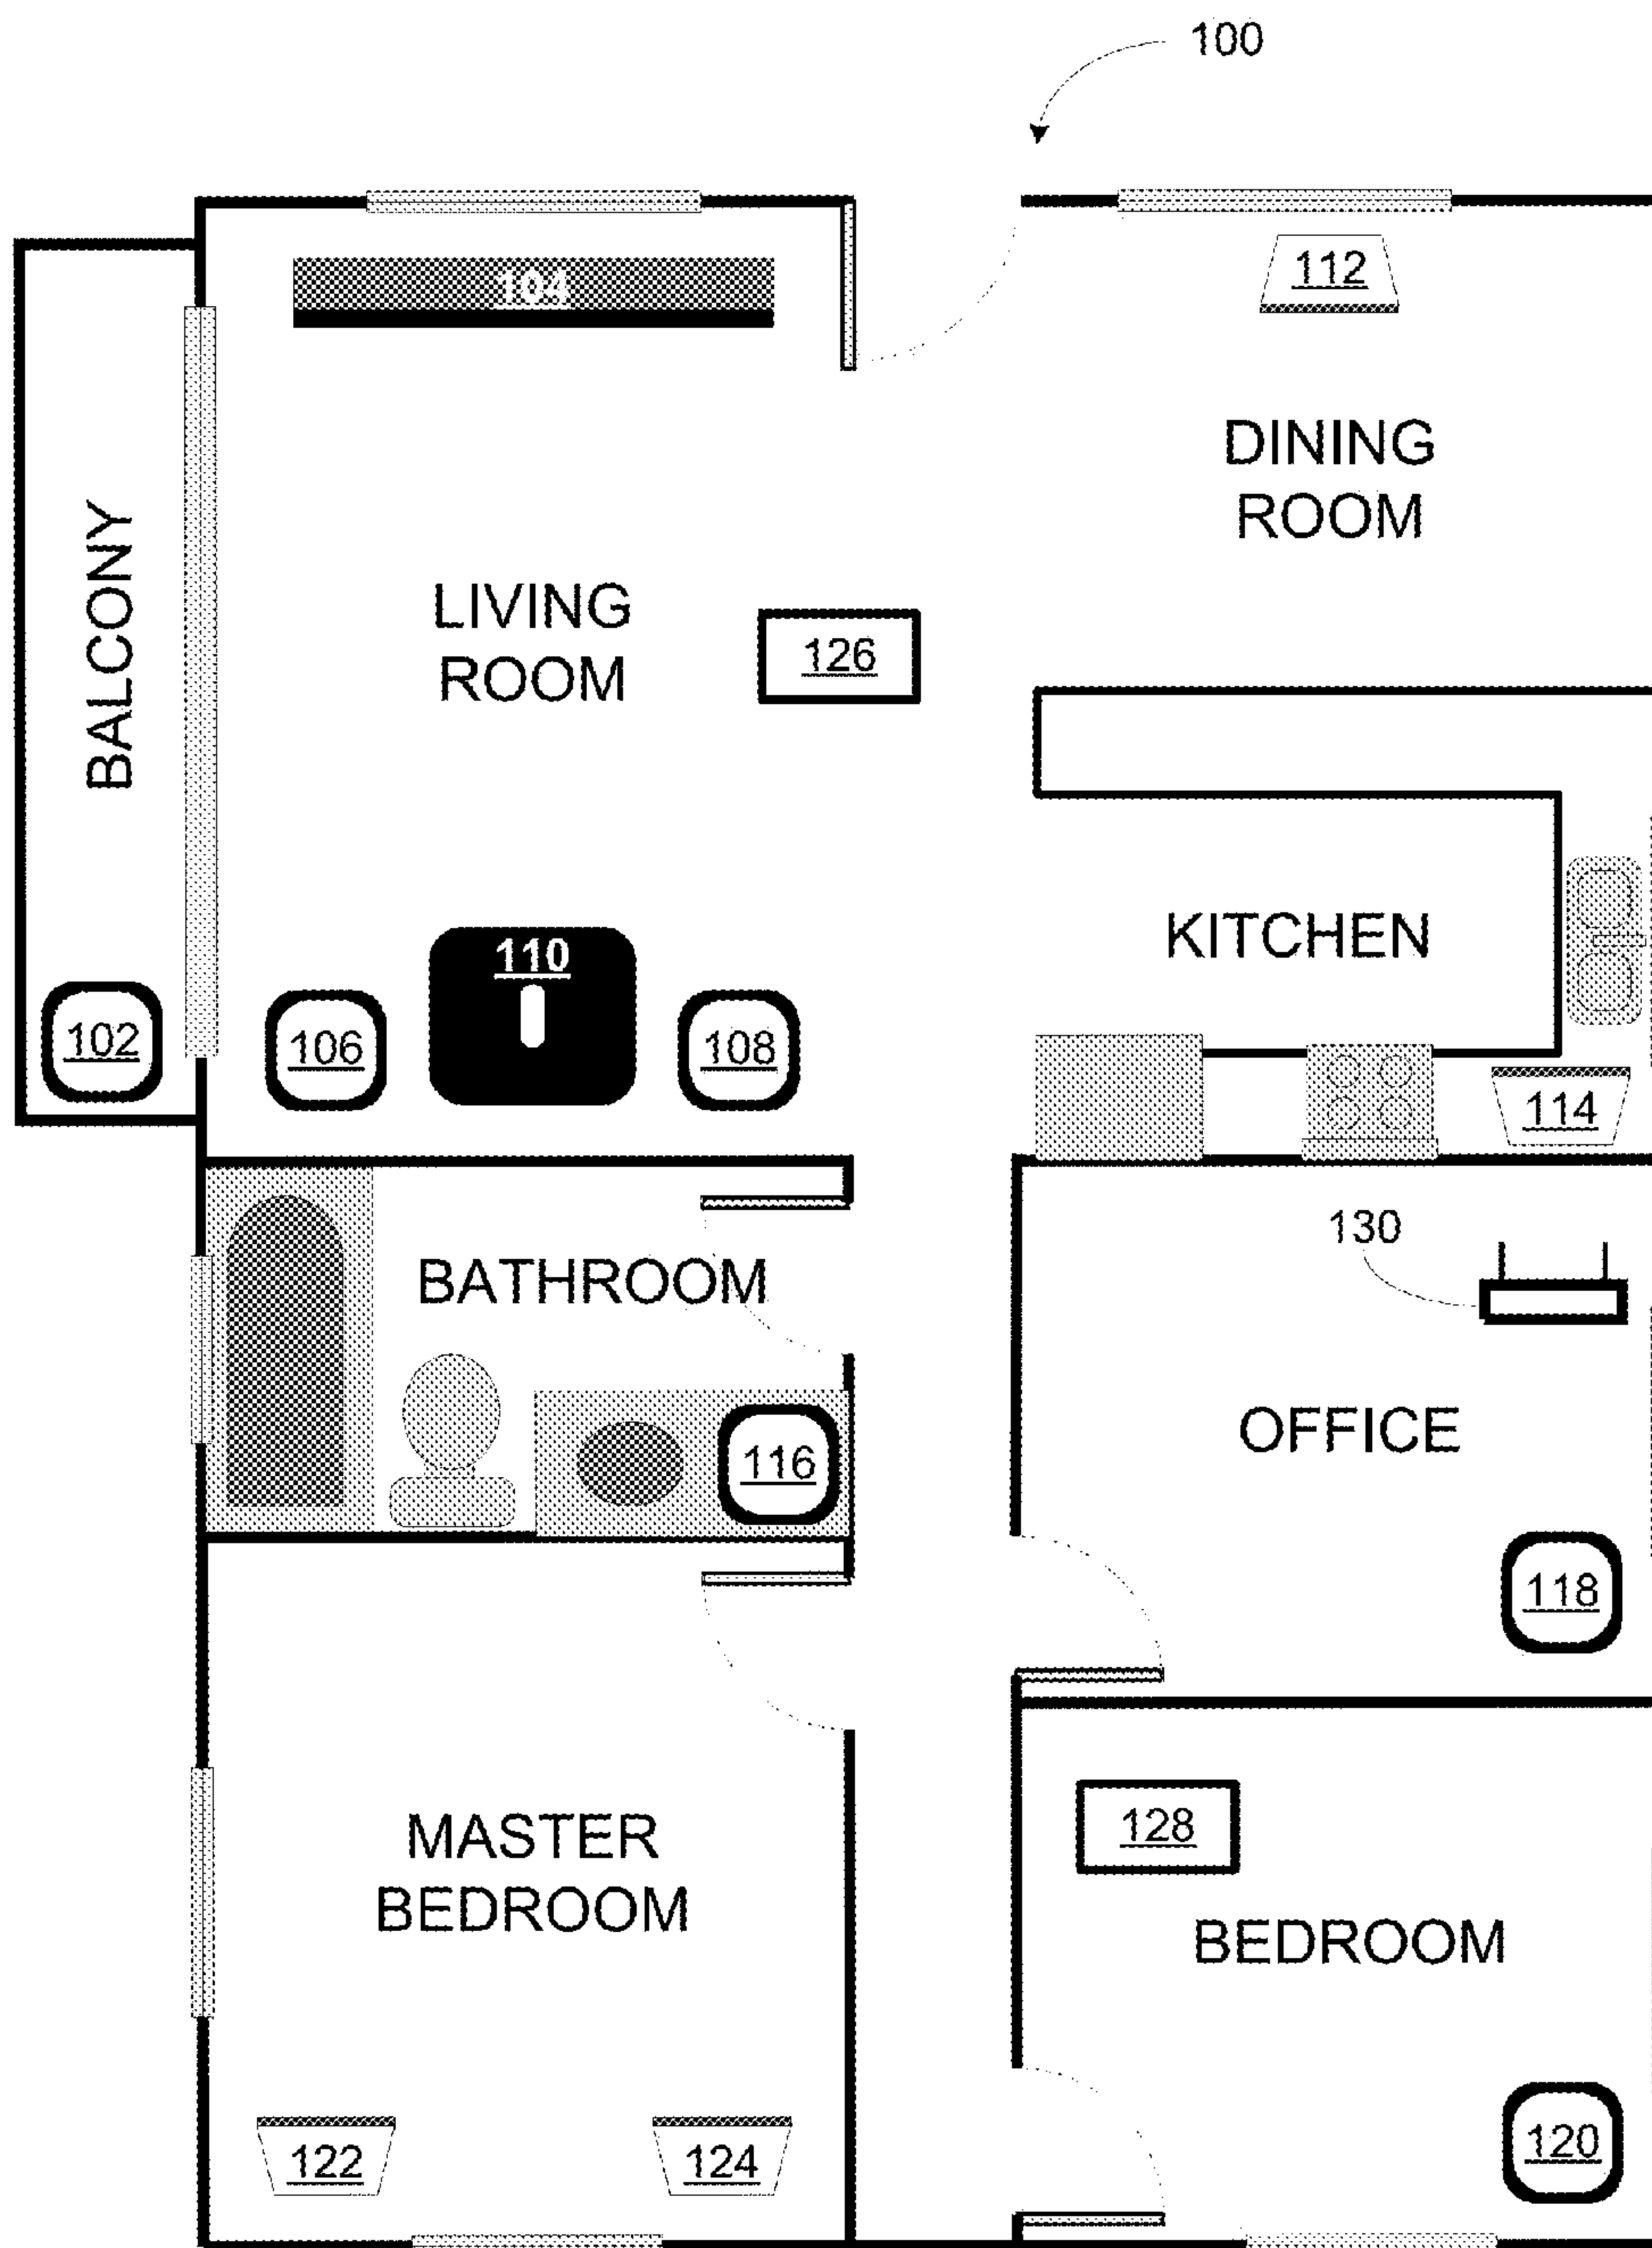 100
104
112
DINING
ROOM
BALCONY
LIVING
ROOM
126
KITCHEN
110
102
106
108
114
130
BATHROOM
OFFICE
116
118
128
MASTER
BEDROOM
BEDROOM
122
124
120